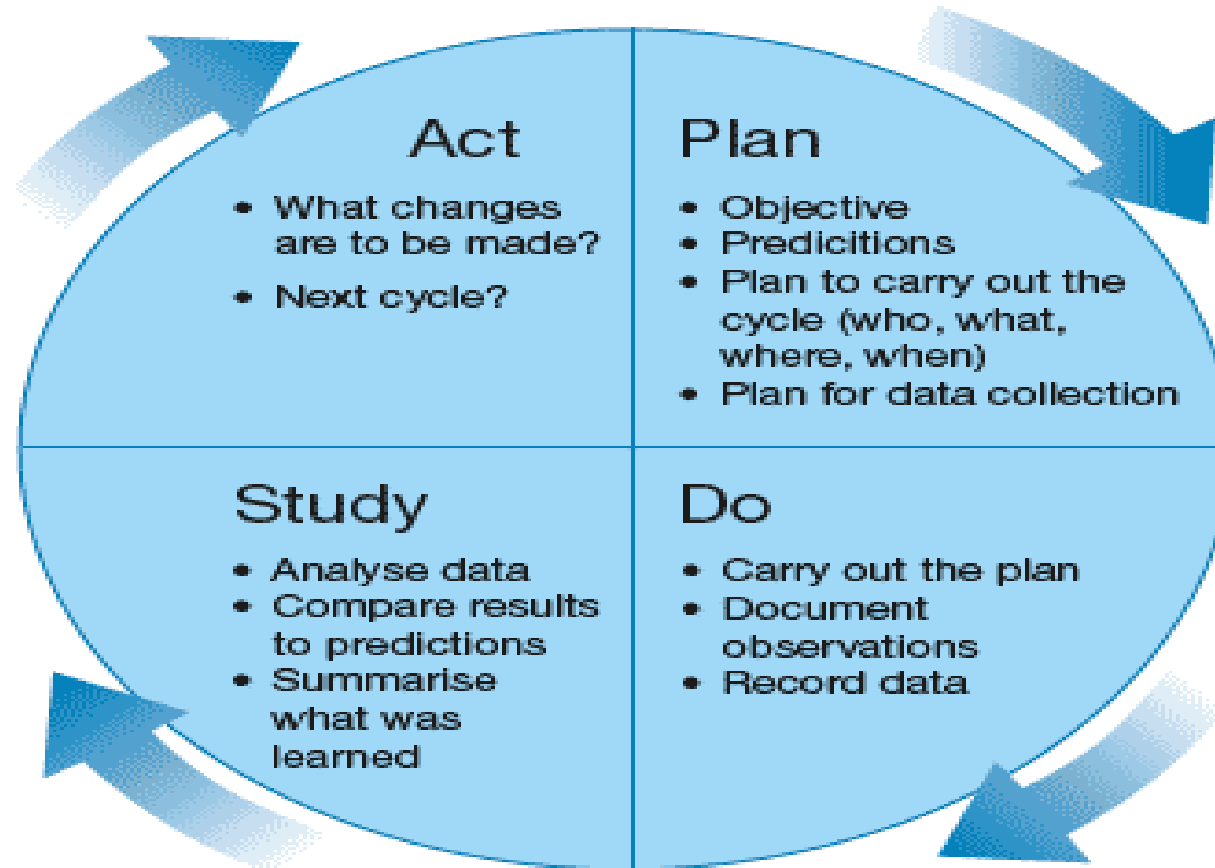 Act
• What changes
are to be made?
• Next cycle?
Plan
• Objective
• Predicitions
• Plan to carry out the
cycle (who, what,
where, when)
• Plan for data collection
Study
• Analyse data
• Compare results
to predictions
• Summarise
what was
learned
Do
• Carry out the plan
• Document
observations
• Record data